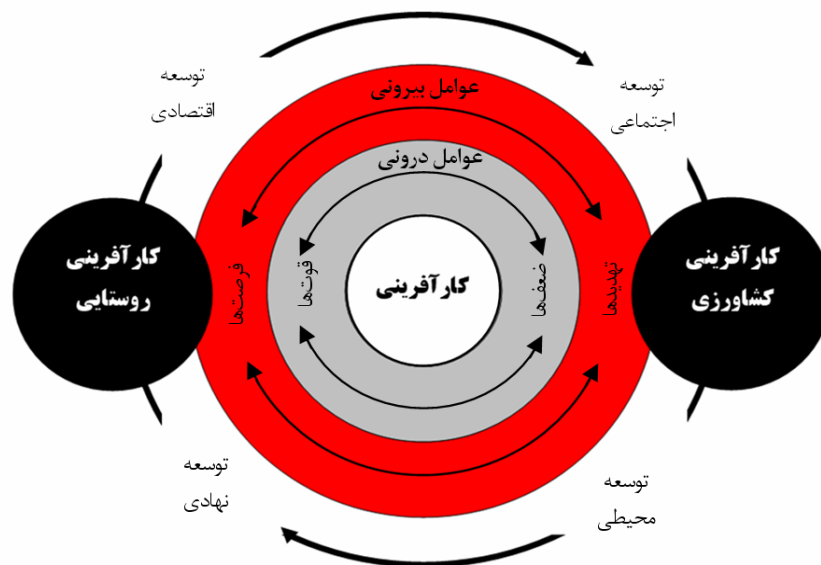 توسعه
اجتماعی
توسعه
اقتصادی
عوامل بیرونی
عوامل درونی
کارآفرینی
کشاورزی
تهدیدها
ضعف‌ها
کارآفرینی
قوت‌ها
فرصت‌ها
کارآفرینی
روستایی
توسعه
محیطی
توسعه
نهادی